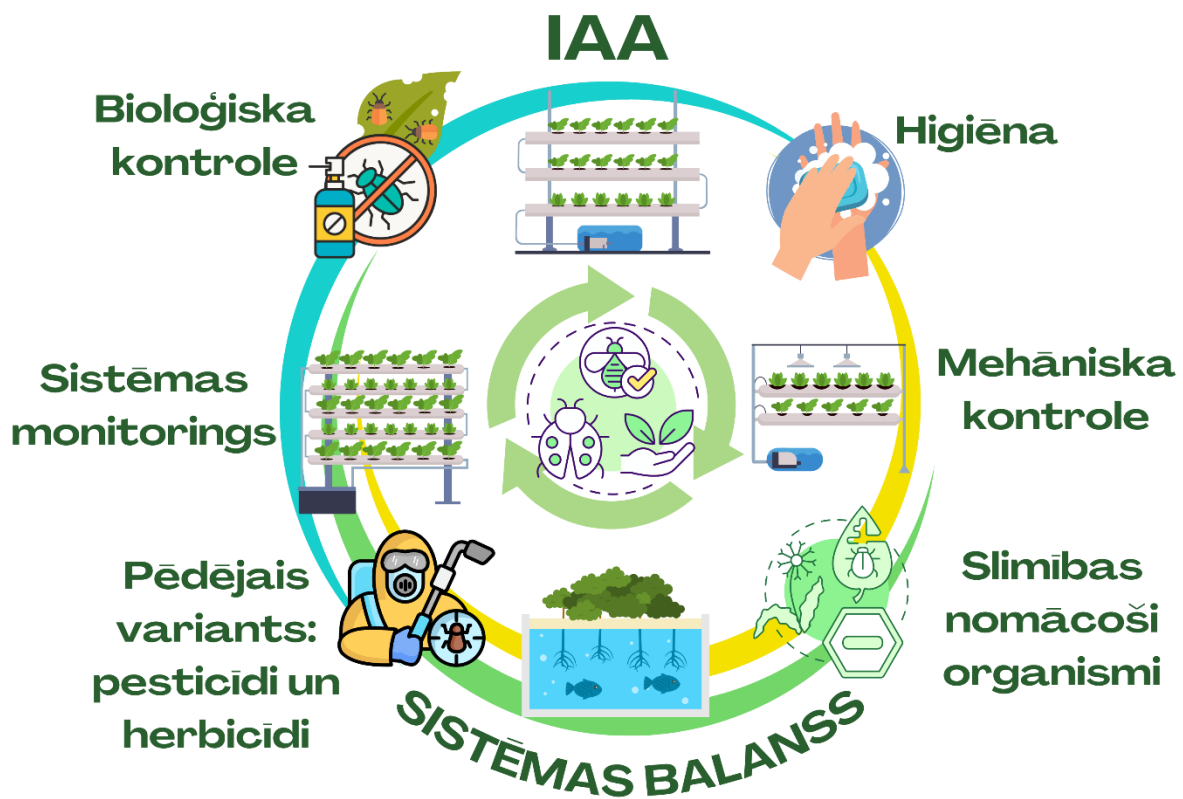 IAA
Bioloģiska
kontrole
Higiēna
Sistēmas
monitorings
Mehāniska
kontrole
Pēdējais
variants:
pesticīdi un
herbicīdi
Slimības
nomācoši
organismi
SISTĒMAS BALANSS